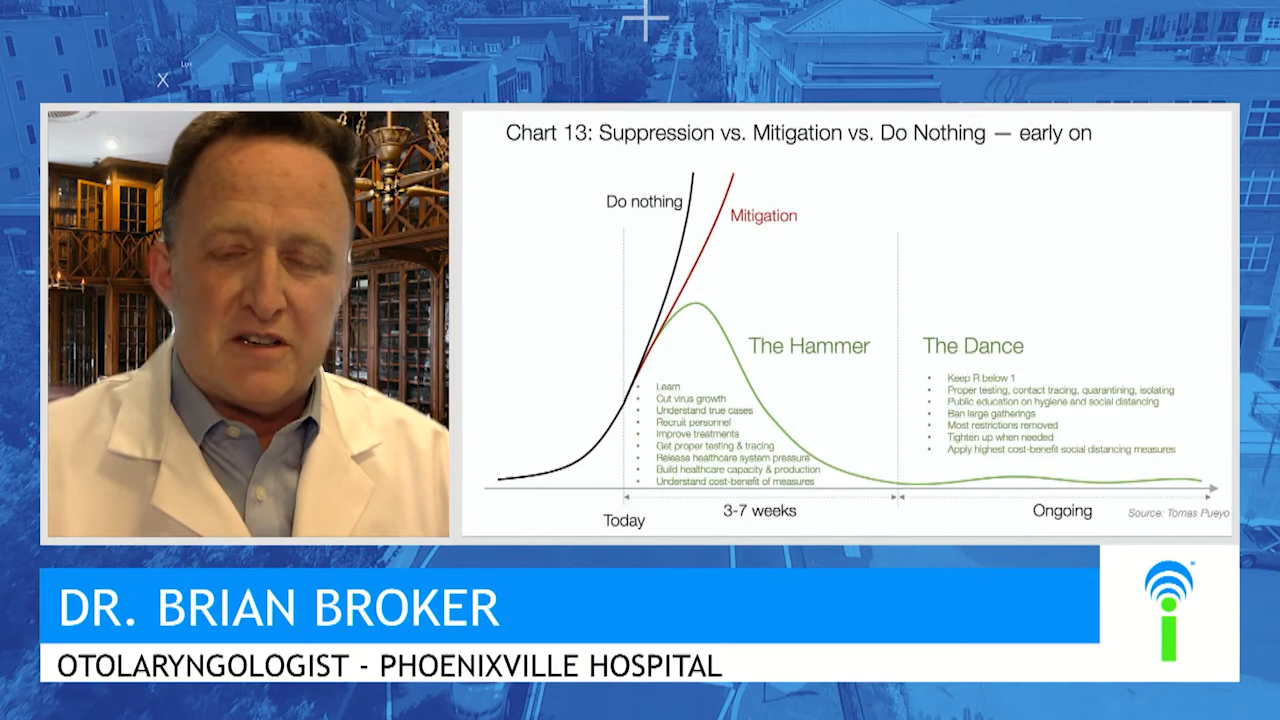 Chart 13: Suppression vs. Mitigation vs. Do Nothing — early on
Do nothing
Mitigation
The Hammer
• Learn
• Cut virus growth
• Understand true cases
• Recruit personnel
• Improve treatments
• Get proper testing & tracing
• Release healthcare system pressure
• Build healthcare capacity & production
• Understand cost-benefit of measures
The Dance
• Keep R below 1
• Proper testing, contact tracing, quarantining, isolating
• Public education on hygiene and social distancing
• Ban large gatherings
• Most restrictions removed
• Tighten up when needed
• Apply highest cost-benefit social distancing measures
Today
3-7 weeks
Ongoing
Source: Tomas Pueyo
DR. BRIAN BROKER
OTOLARYNGOLOGIST - PHOENIXVILLE HOSPITAL